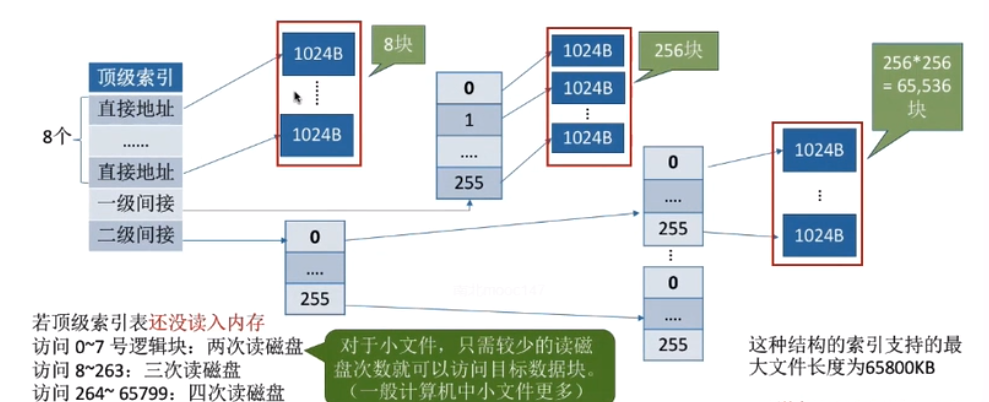 顶级索引
直接地址
……
直接地址
一级间接
二级间接
8个
1024B
1024B
8块
0
1
….
255
1024B
1024B
1024B
256块
0
….
255
0
….
255
0
….
255
1024B
1024B
256*256
= 65,536
块
若顶级索引表还没读入内存
访问 0~7 号逻辑块：两次读磁盘
访问 8~263：三次读磁盘
访问 264~ 65799：四次读磁盘
对于小文件，只需较少的读磁
盘次数就可以访问目标数据块。
（一般计算机中小文件更多）
这种结构的索引支持的最
大文件长度为65800KB